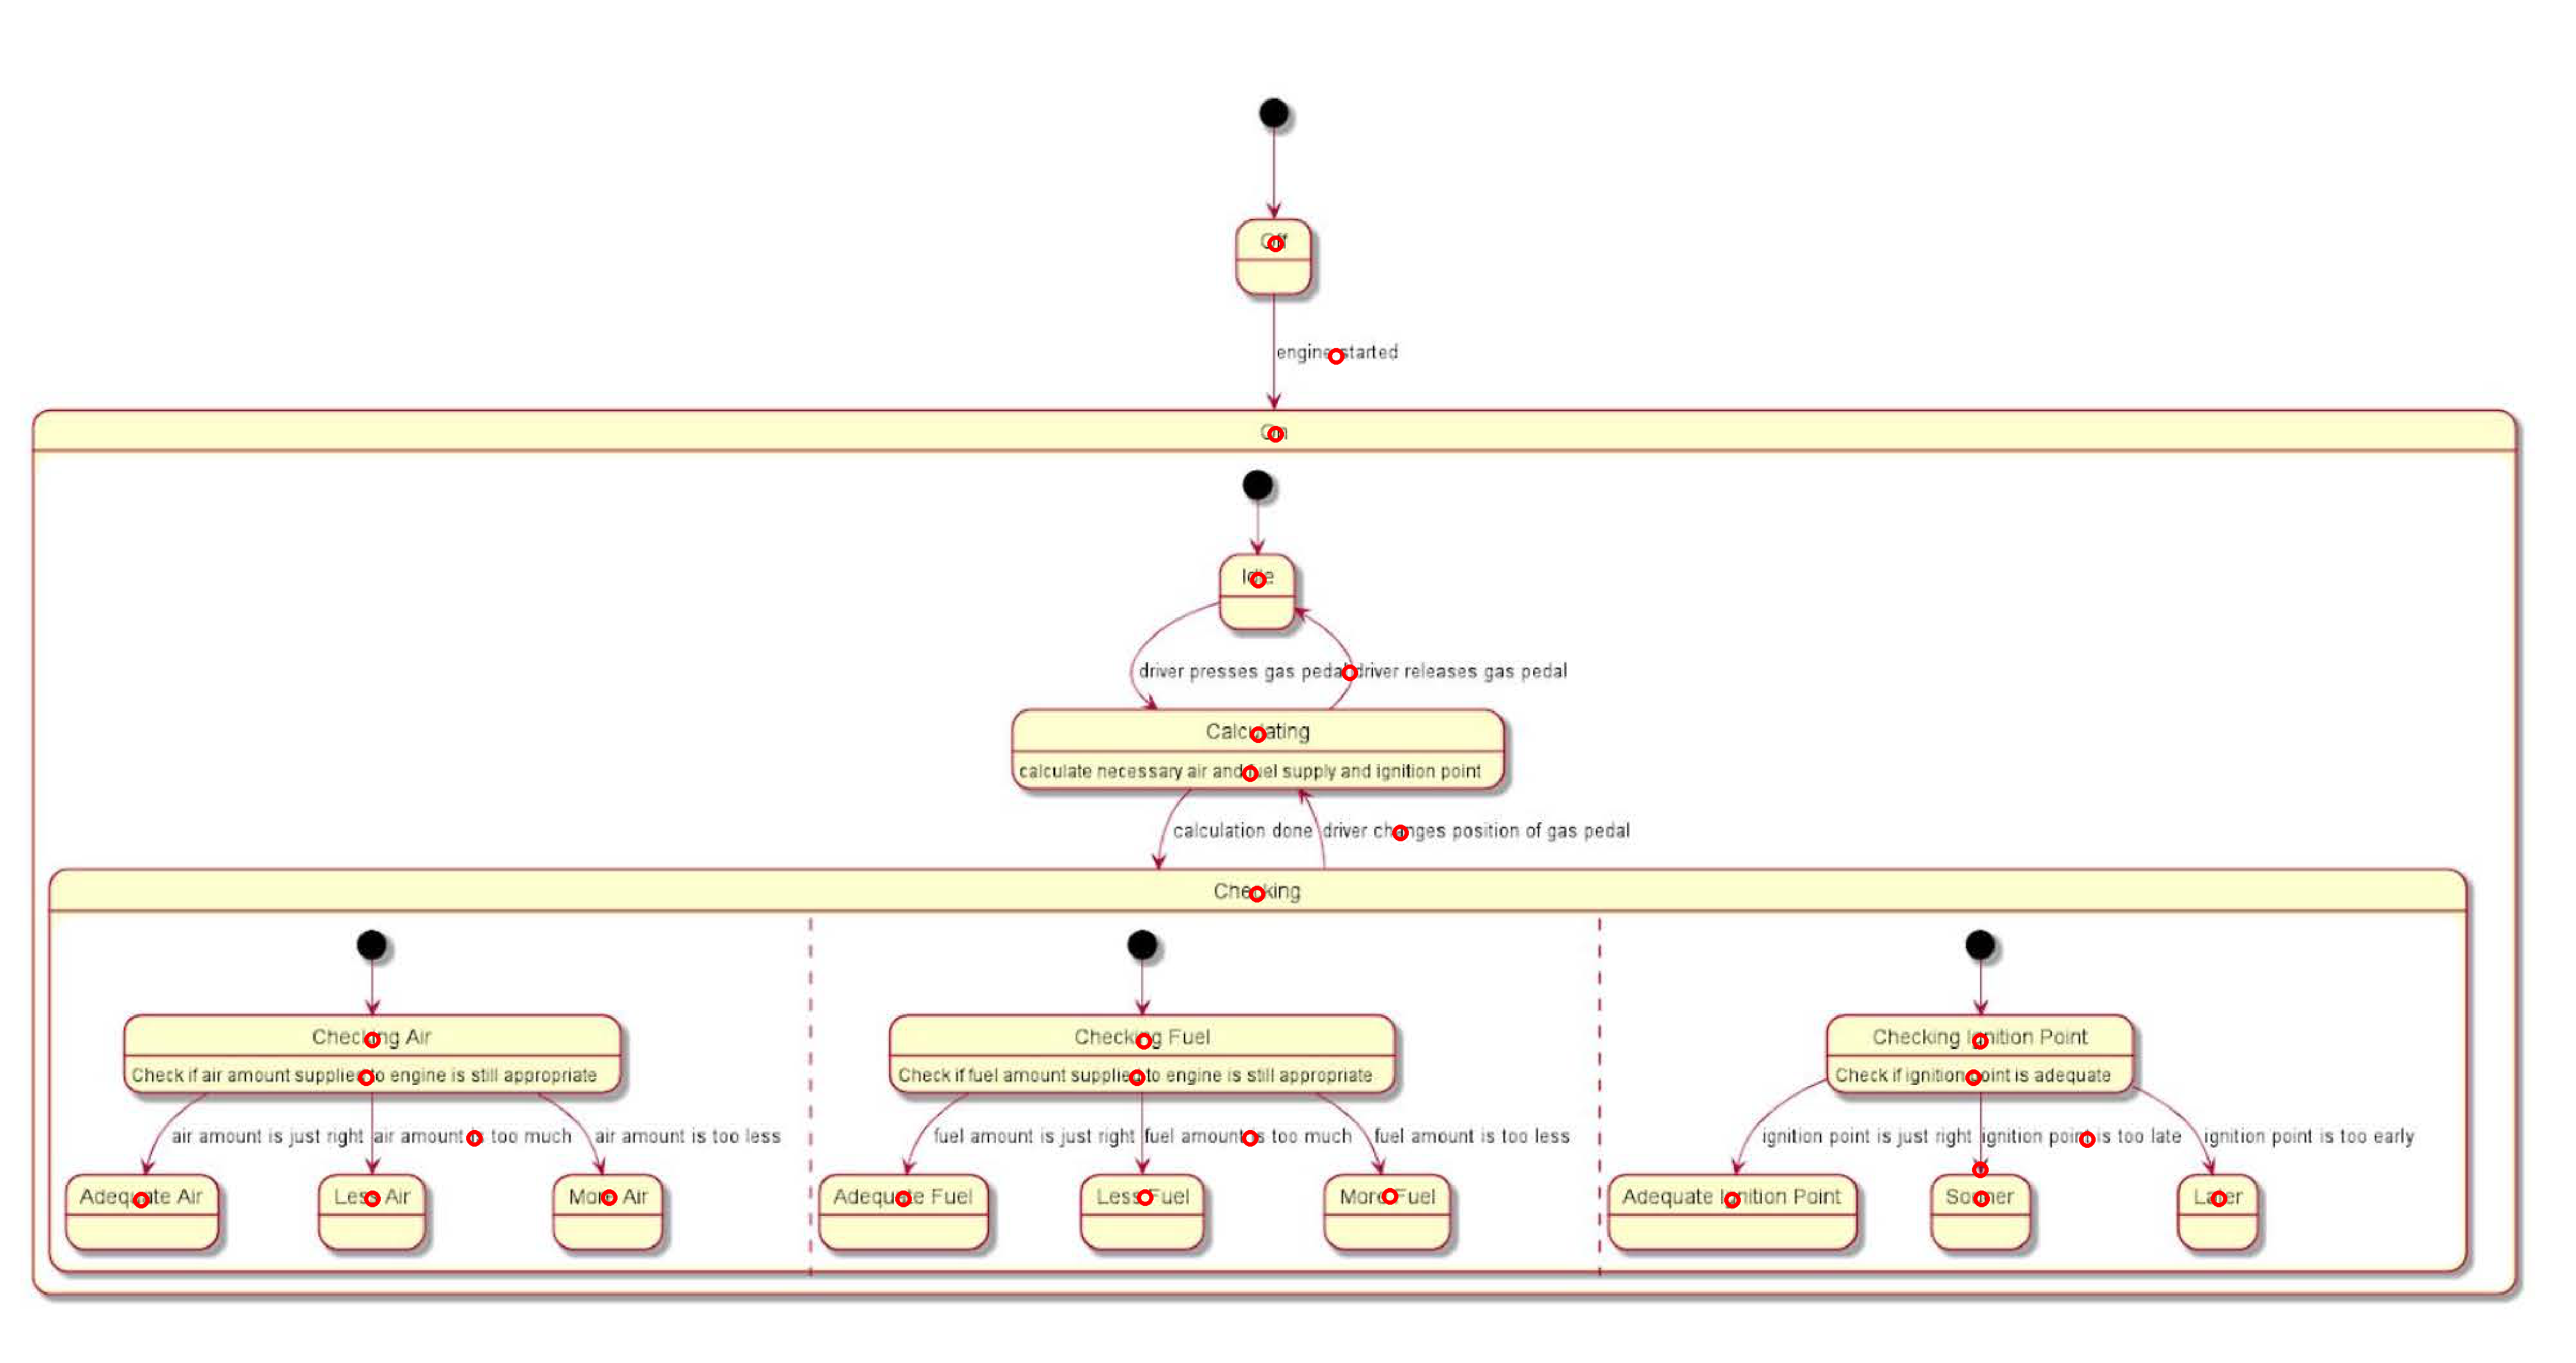 Off
engine started
On
Idle
driver presses gas pedal driver releases gas pedal
Calculating
calculate necessary air and fuel supply and ignition point
calculation done driver changes position of gas pedal
Checking
Checking Air
Check if air amount supplied to engine is still appropriate
air amount is just right air amount is too much air amount is too less
Adequate Air Less Air More Air
Checking Fuel
Check if fuel amount supplied to engine is still appropriate
fuel amount is just right fuel amount is too much fuel amount is too less
Adequate Fuel Less Fuel More Fuel
Checking Ignition Point
Check if ignition point is adequate
ignition point is just right ignition point is too late ignition point is too early
Adequate Ignition Point Sooner Later